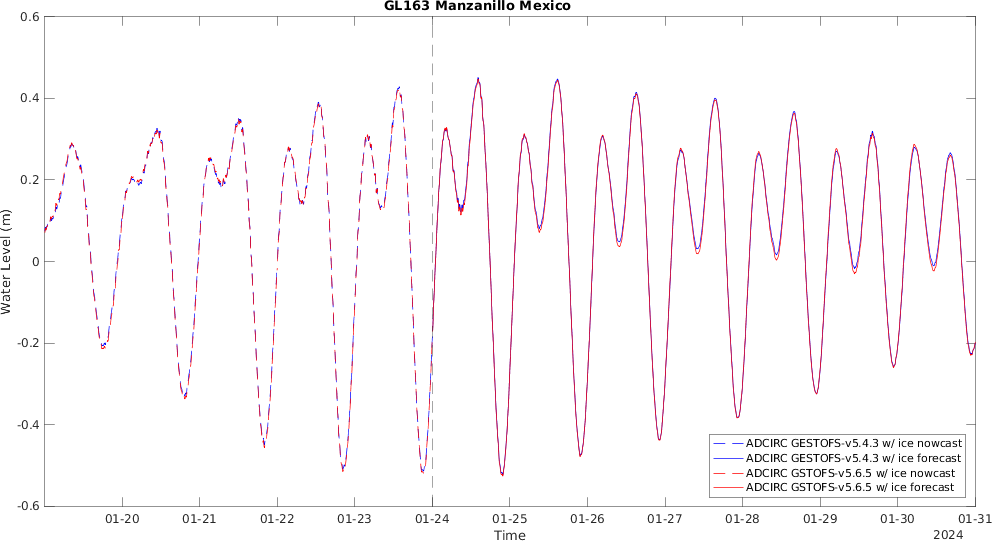 GL163 Manzanillo Mexico
0.6
0.4
0.2
0
-0.2
-0.4
-0.6
Water Level (m)
ADCIRC GESTOFS-v5.4.3 w/ ice nowcast
ADCIRC GESTOFS-v5.4.3 w/ ice forecast
ADCIRC GSTOFS-v5.6.5 w/ ice nowcast
ADCIRC GSTOFS-v5.6.5 w/ ice forecast
01-20 01-21 01-22 01-23 01-24 01-25 01-26 01-27 01-28 01-29 01-30 01-31
Time 2024